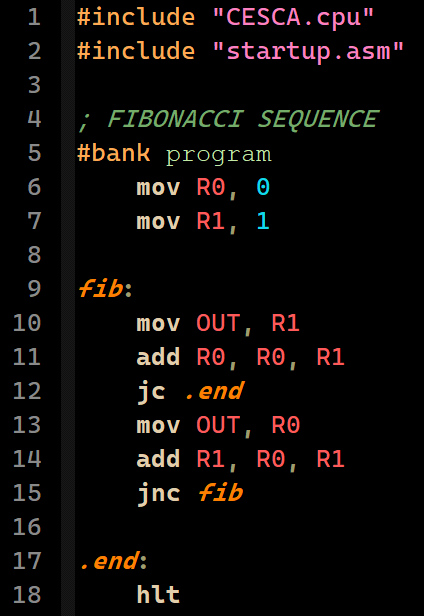 1 #include "CESCA.cpu"
2 #include "startup.asm"
3
4 ; FIBONACCI SEQUENCE
5 #bank program
6     mov R0, 0
7     mov R1, 1
8
9 fib:
10     mov OUT, R1
11     add R0, R0, R1
12     jc .end
13     mov OUT, R0
14     add R1, R0, R1
15     jnc fib
16
17 .end:
18     hlt